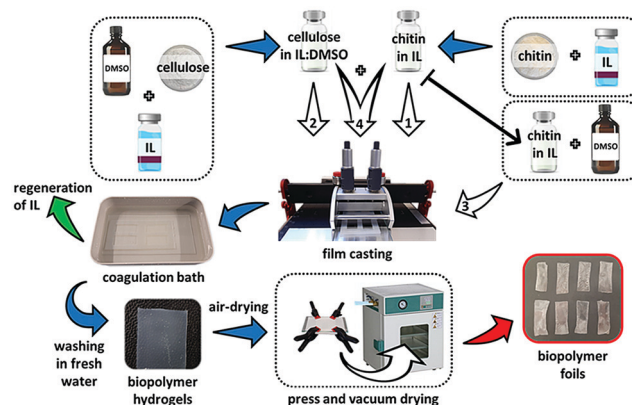 DMSO
cellulose
+
IL
cellulose
in IL:DMSO
+
chitin
in IL
chitin
+
IL
chitin
in IL
+
DMSO
2
4
1
3
film casting
regeneration
of IL
coagulation bath
washing
in fresh
water
biopolymer
hydrogels
air-drying
press and vacuum drying
biopolymer
foils